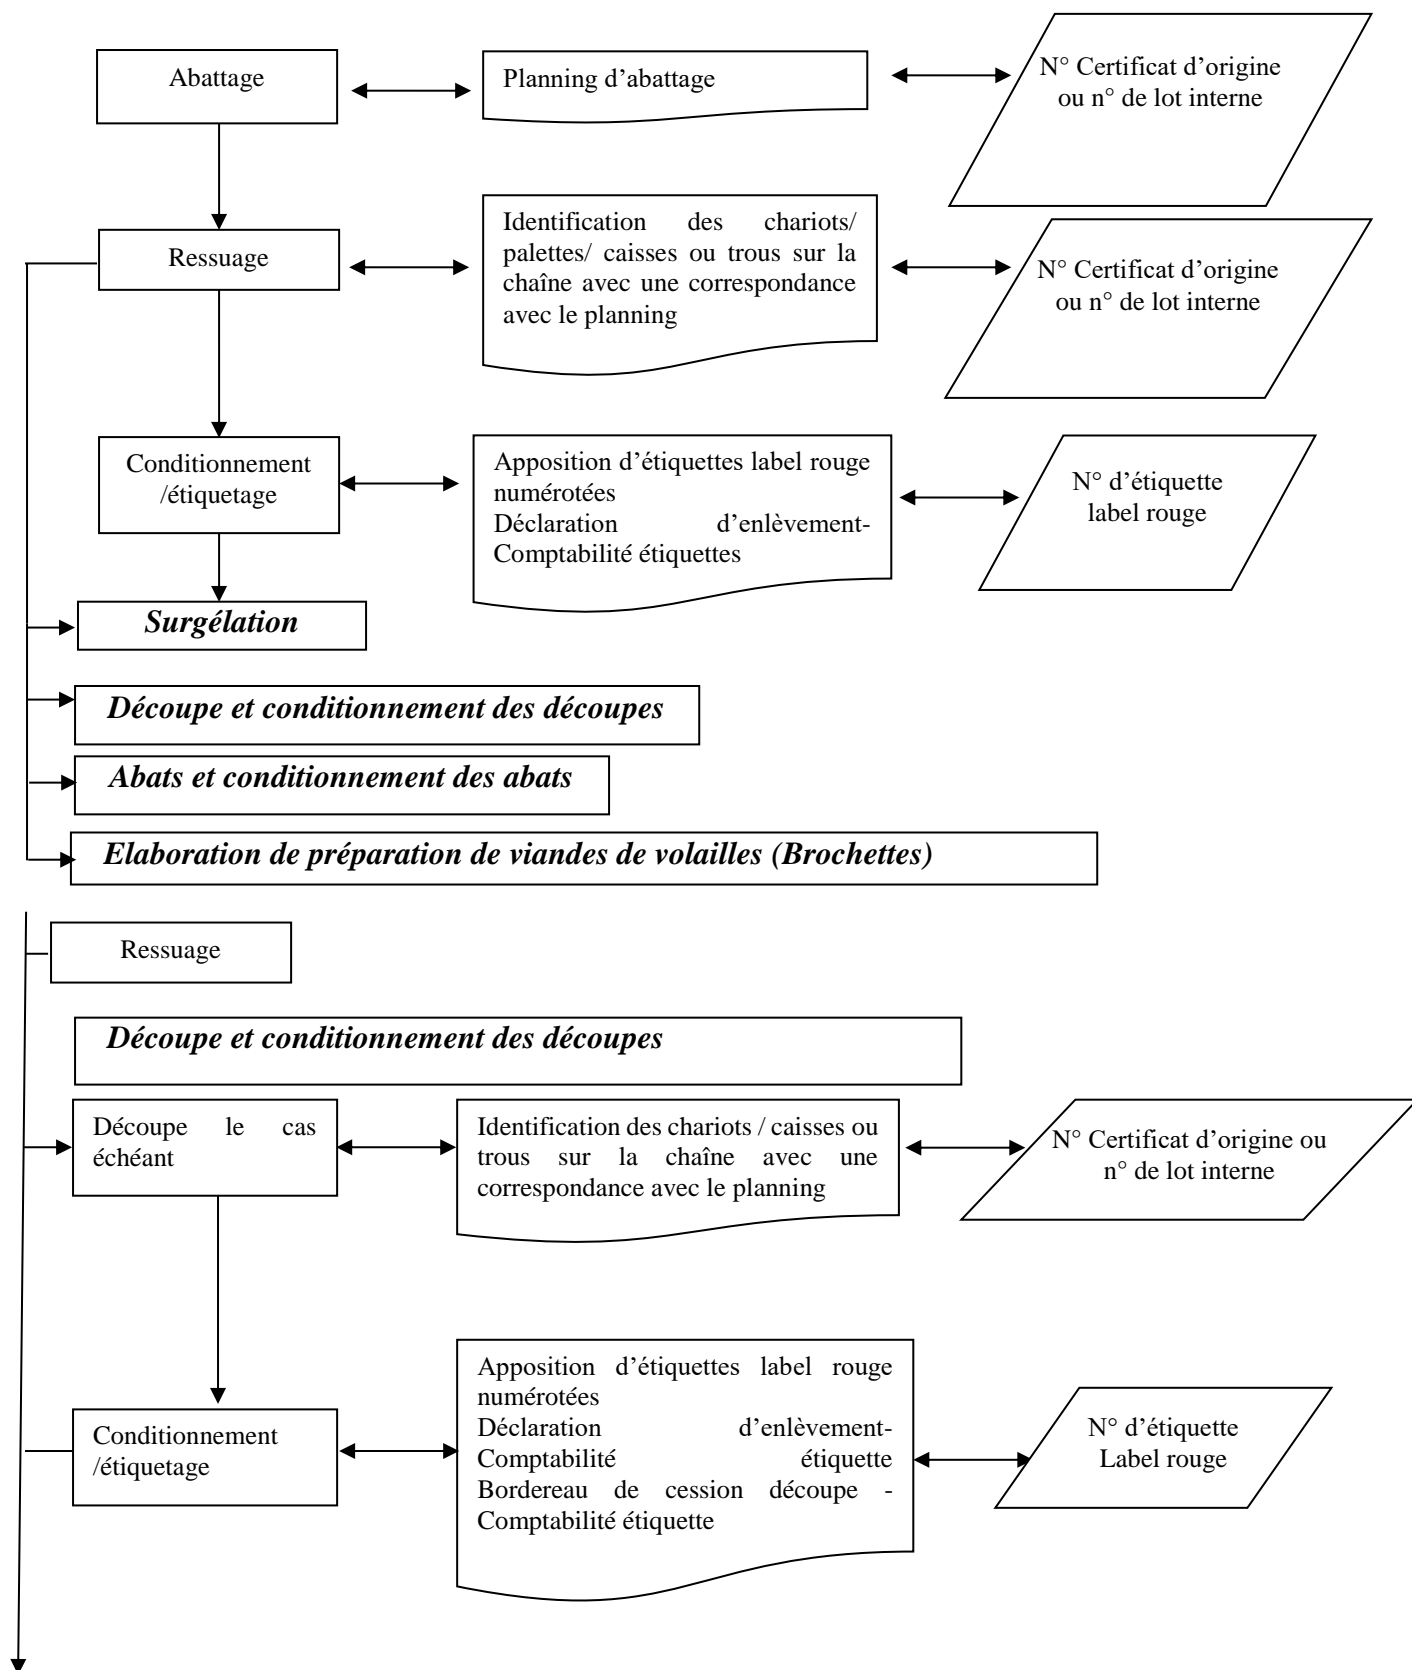 Abattage
Planning d’abattage
N° Certificat d’origine
ou n° de lot interne
Ressuage
Identification des chariots/
palettes/ caisses ou trous sur la
chaîne avec une correspondance
avec le planning
N° Certificat d’origine
ou n° de lot interne
Conditionnement
/étiquetage
Apposition d’étiquettes label rouge
numérotées
Déclaration d’enlèvement-
Comptabilité étiquettes
N° d’étiquette
label rouge
Surgélation
Découpe et conditionnement des découpes
Abats et conditionnement des abats
Elaboration de préparation de viandes de volailles (Brochettes)
Ressuage
Découpe et conditionnement des découpes
Découpe le cas
échéant
Identification des chariots / caisses ou
trous sur la chaîne avec une
correspondance avec le planning
N° Certificat d’origine ou
n° de lot interne
Conditionnement
/étiquetage
Apposition d’étiquettes label rouge
numérotées
Déclaration d’enlèvement-
Comptabilité étiquette
Bordereau de cession découpe -
Comptabilité étiquette
N° d’étiquette
Label rouge